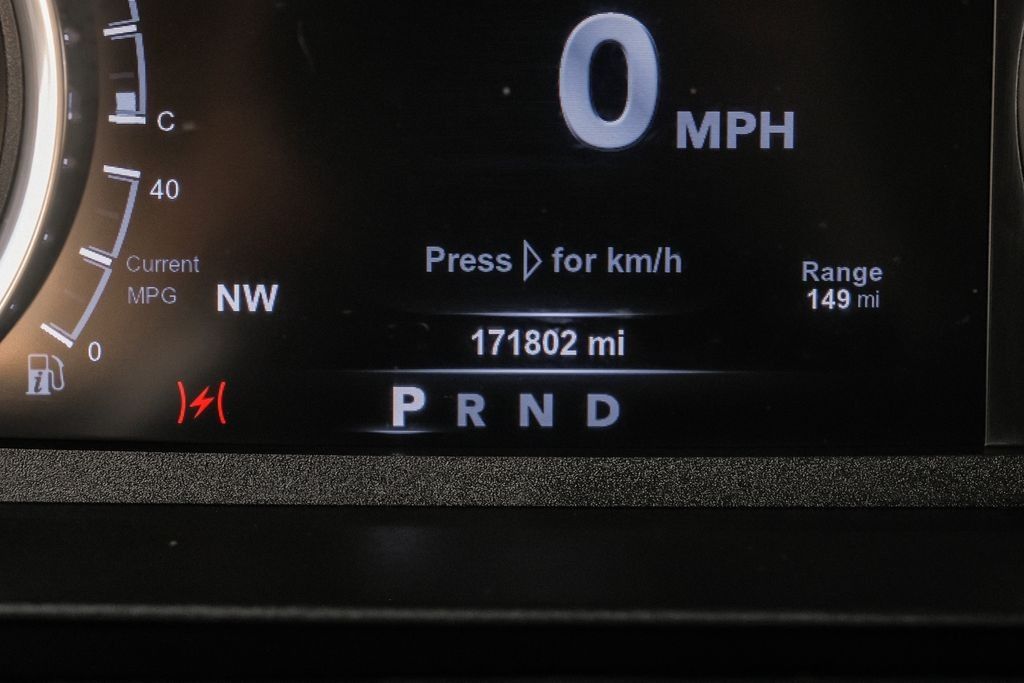 0 MPH
C
40
Current
MPG
0
NW
Press ▷ for km/h
Range
149 mi
171802 mi
P R N D